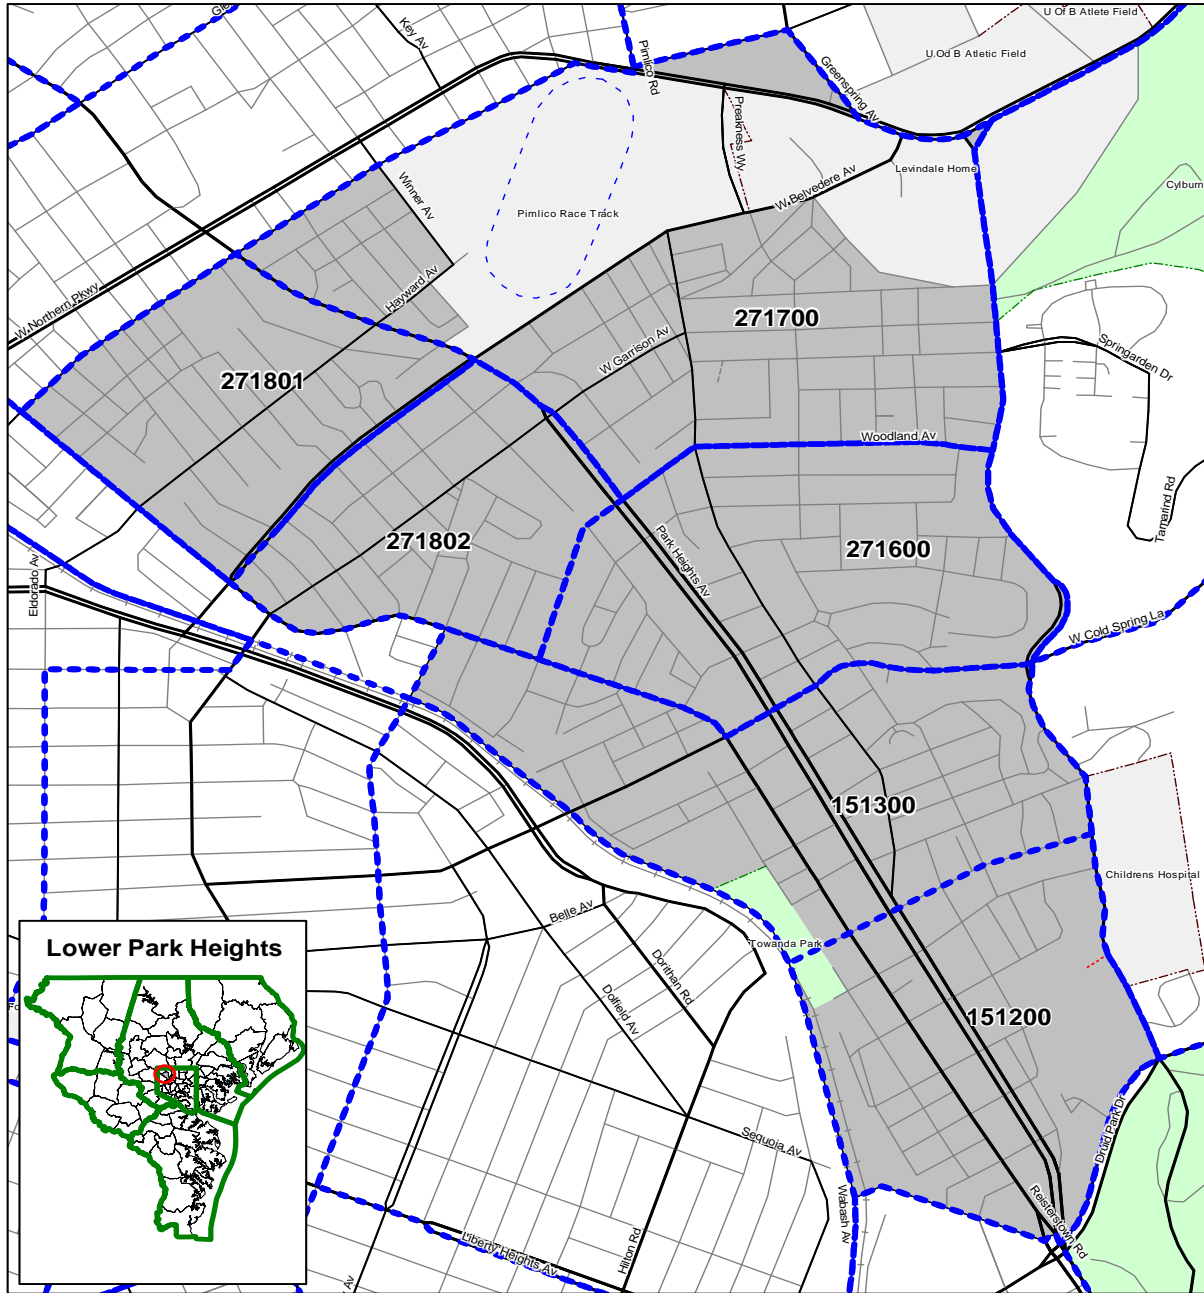 Key Av
Pimlico Rd
U Of B Atlete Field
U.Od B Atletic Field
Greenspring Av
Preakness Wy
Levindale Home
W Belvedere Av
Cylburn
Winner Av
Pimlico Race Track
Hayward Av
W Northern Pkwy
271700
W Garrison Av
Springarden Dr
271801
Woodland Av
Tamarind Rd
271802
Park Heights Av
271600
Eldorado Av
W Cold Spring La
151300
Childrens Hospital
Belle Av
Towanda Park
Lower Park Heights
Dorithan Rd
Dolfield Av
151200
Sequoia Av
Druid Park Dr
Wabash Av
Reisterstown Rd
Liberty Heights Av
Hilton Rd
Av